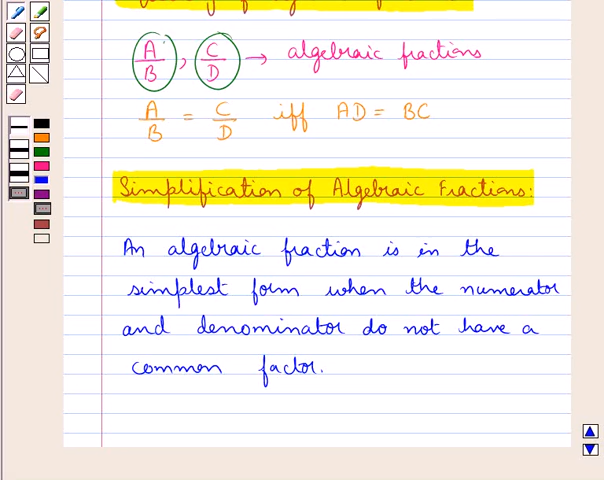 A/B , C/D → algebraic fractions
A/B = C/D iff AD = BC
Simplification of Algebraic Fractions:
An algebraic fraction is in the
simplest form when the numerator
and denominator do not have a
common factor.